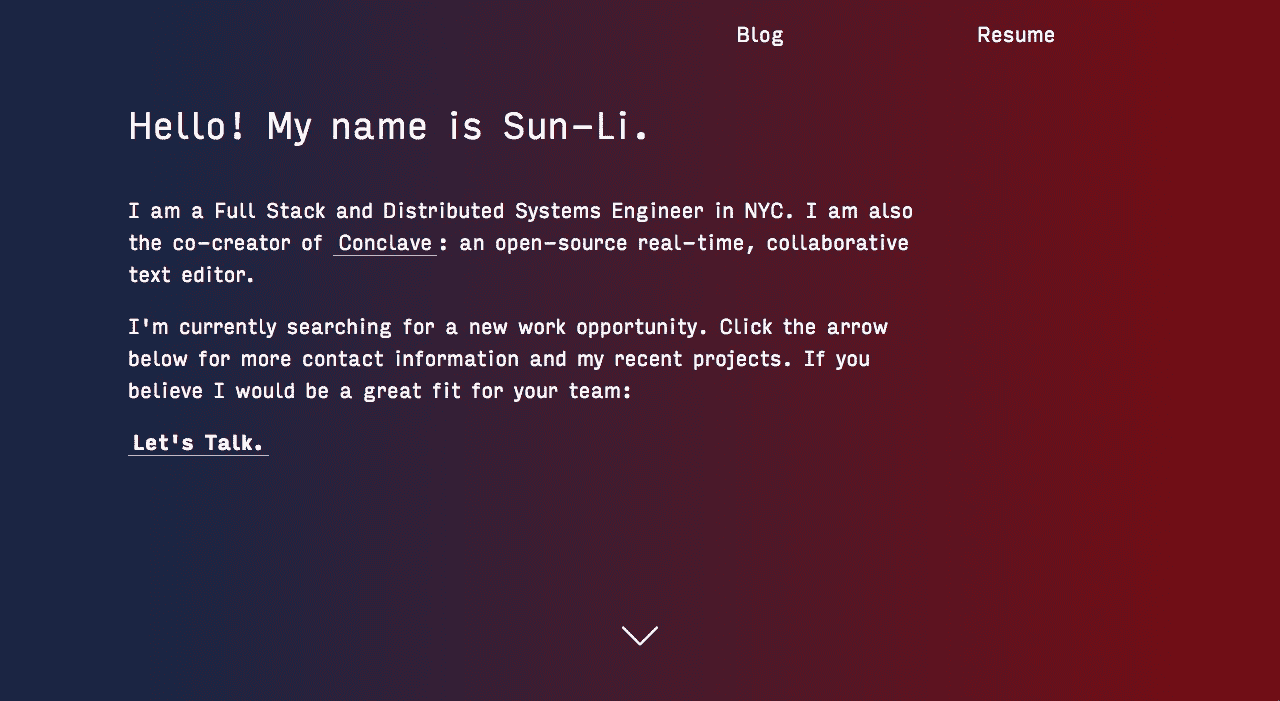 Blog Resume
Hello! My name is Sun-Li.
I am a Full Stack and Distributed Systems Engineer in NYC. I am also
the co-creator of Conclave: an open-source real-time, collaborative
text editor.
I'm currently searching for a new work opportunity. Click the arrow
below for more contact information and my recent projects. If you
believe I would be a great fit for your team:
Let's Talk.